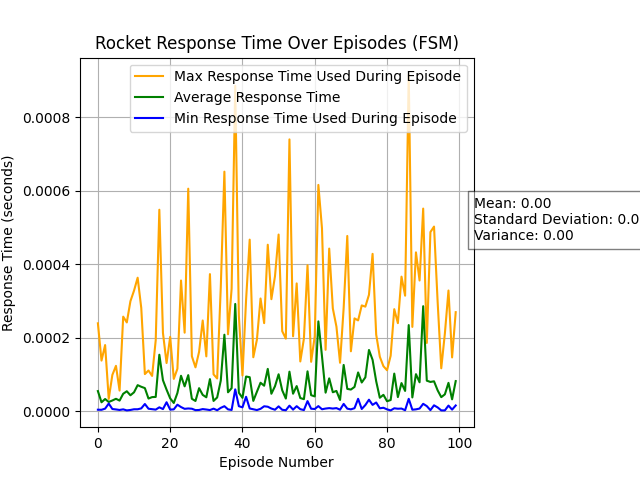 Rocket Response Time Over Episodes (FSM)
Max Response Time Used During Episode
Average Response Time
Min Response Time Used During Episode
Response Time (seconds)
0.0008
0.0006
0.0004
0.0002
0.0000
0 20 40 60 80 100
Episode Number
Mean: 0.00
Standard Deviation: 0.0
Variance: 0.00